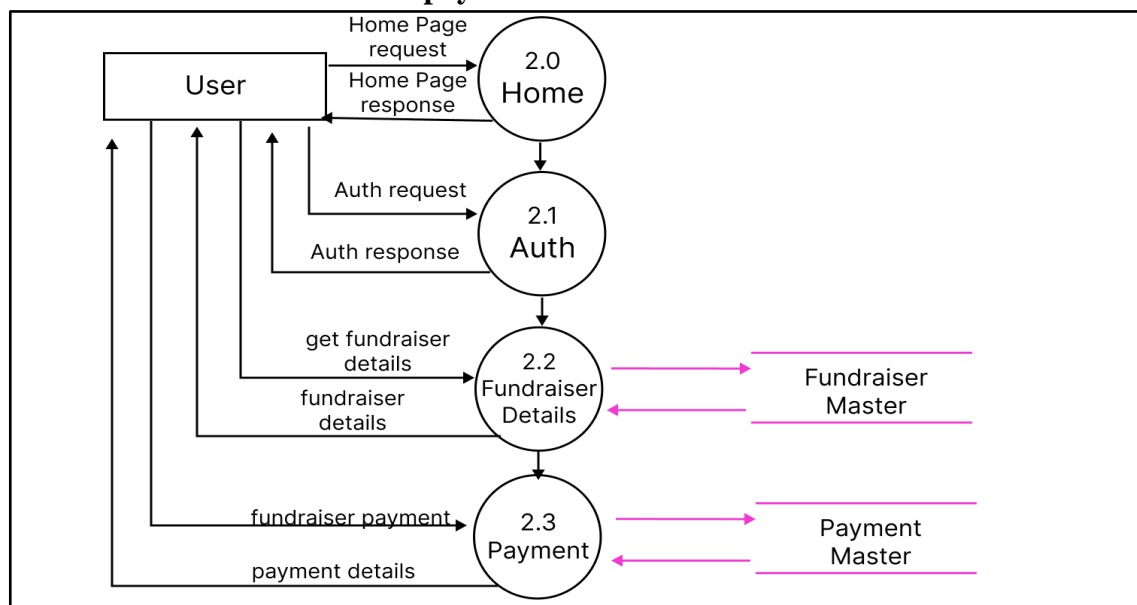 Home Page
request
User
Home Page
response
2.0
Home
Auth request
2.1
Auth
Auth response
get fundraiser
details
2.2
Fundraiser
Details
fundraiser
details
Fundraiser
Master
fundraiser payment
2.3
Payment
payment details
Payment
Master